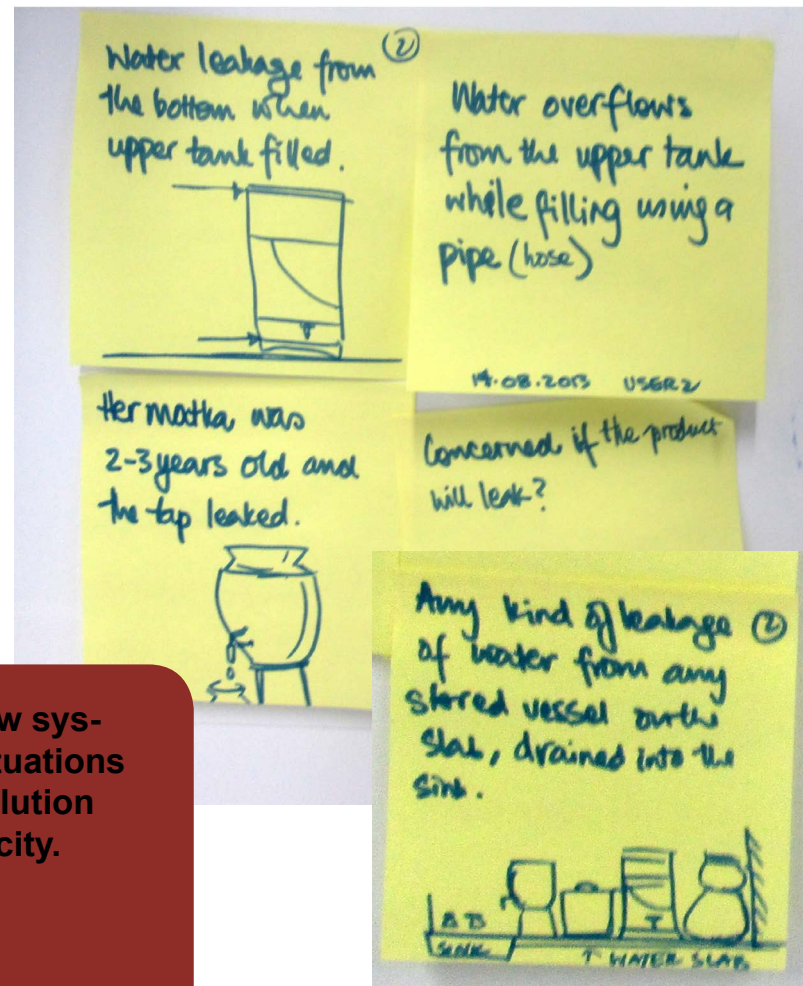 Water leakage from
the bottom when
upper tank filled.
2
Water overflows
from the upper tank
while filling using a
pipe (hose)
14.08.2013 USER2
Her matka was
2-3 years old and
the tap leaked.
Concerned if the product
will leak?
Any kind of leakage
of water from any
stored vessel on the
slab, drained into the
sink.
2
SINK
↑ WATER SLAB
w sys-
tuations
lution
city.